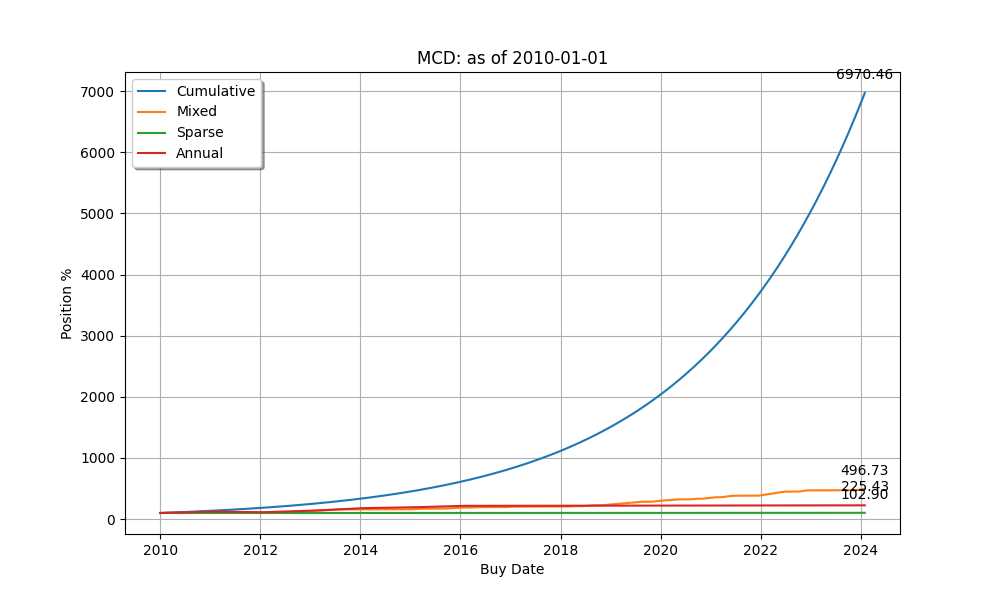 MCD: as of 2010-01-01
6970.46
Cumulative
Mixed
Sparse
Annual
7000
6000
5000
4000
3000
2000
1000
0
Position %
496.73
225.43
102.90
2010 2012 2014 2016 2018 2020 2022 2024
Buy Date